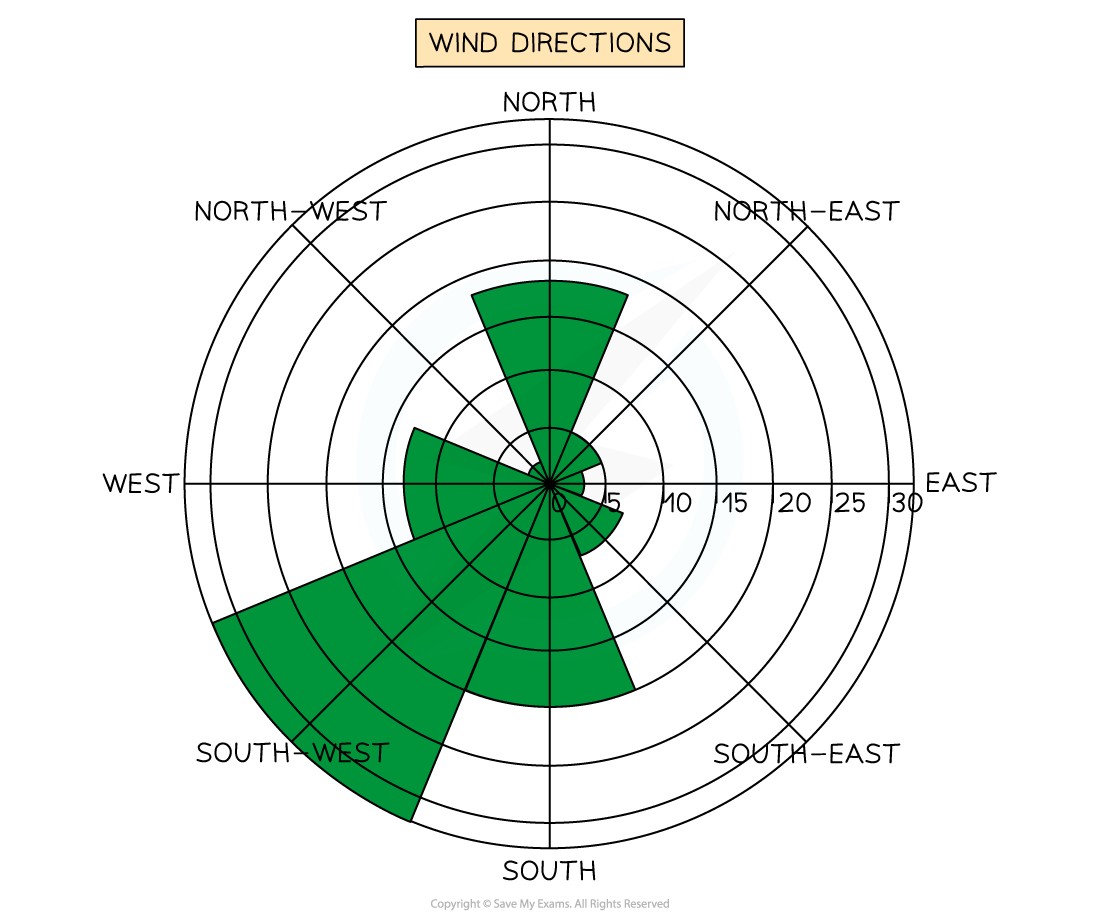 WIND DIRECTIONS
NORTH
NORTH-WEST
NORTH-EAST
WEST
EAST
0 5 10 15 20 25 30
SOUTH-WEST
SOUTH-EAST
SOUTH
Copyright © Save My Exams. All Rights Reserved